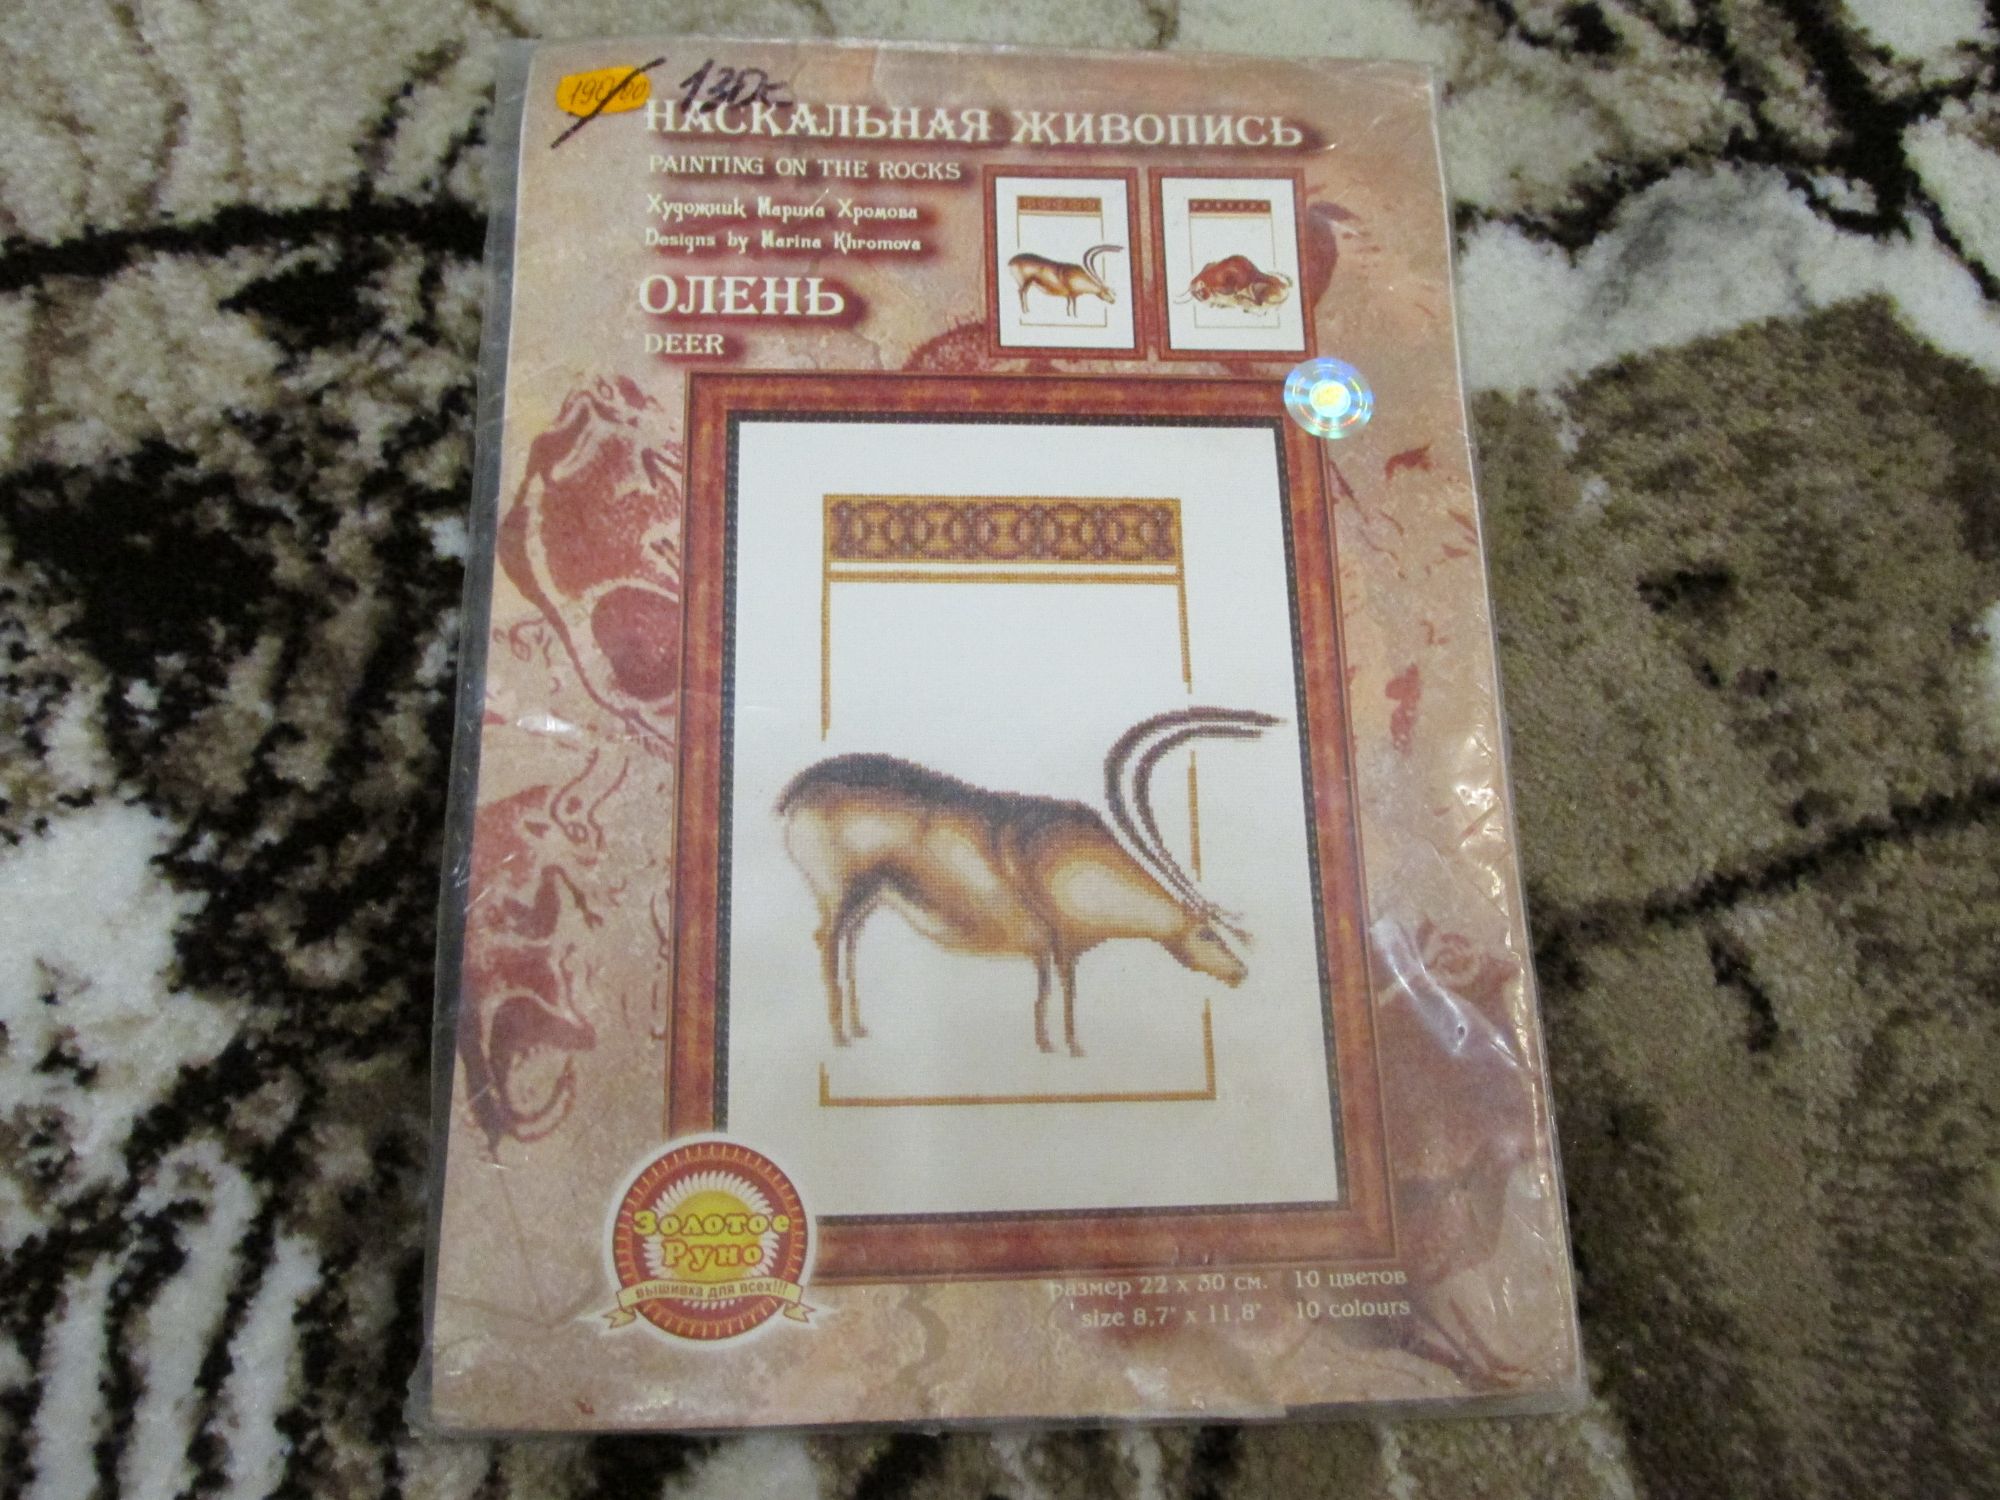 190,00
130=
НАСКАЛЬНАЯ ЖИВОПИСЬ
PAINTING ON THE ROCKS
Художник Марина Хромова
Designs by Marina Khromova
ОЛЕНЬ
DEER
Золотое
Руно
вышивка для всех!!!
размер 22 х 30 см. 10 цветов
size 8,7" x 11,8" 10 colours